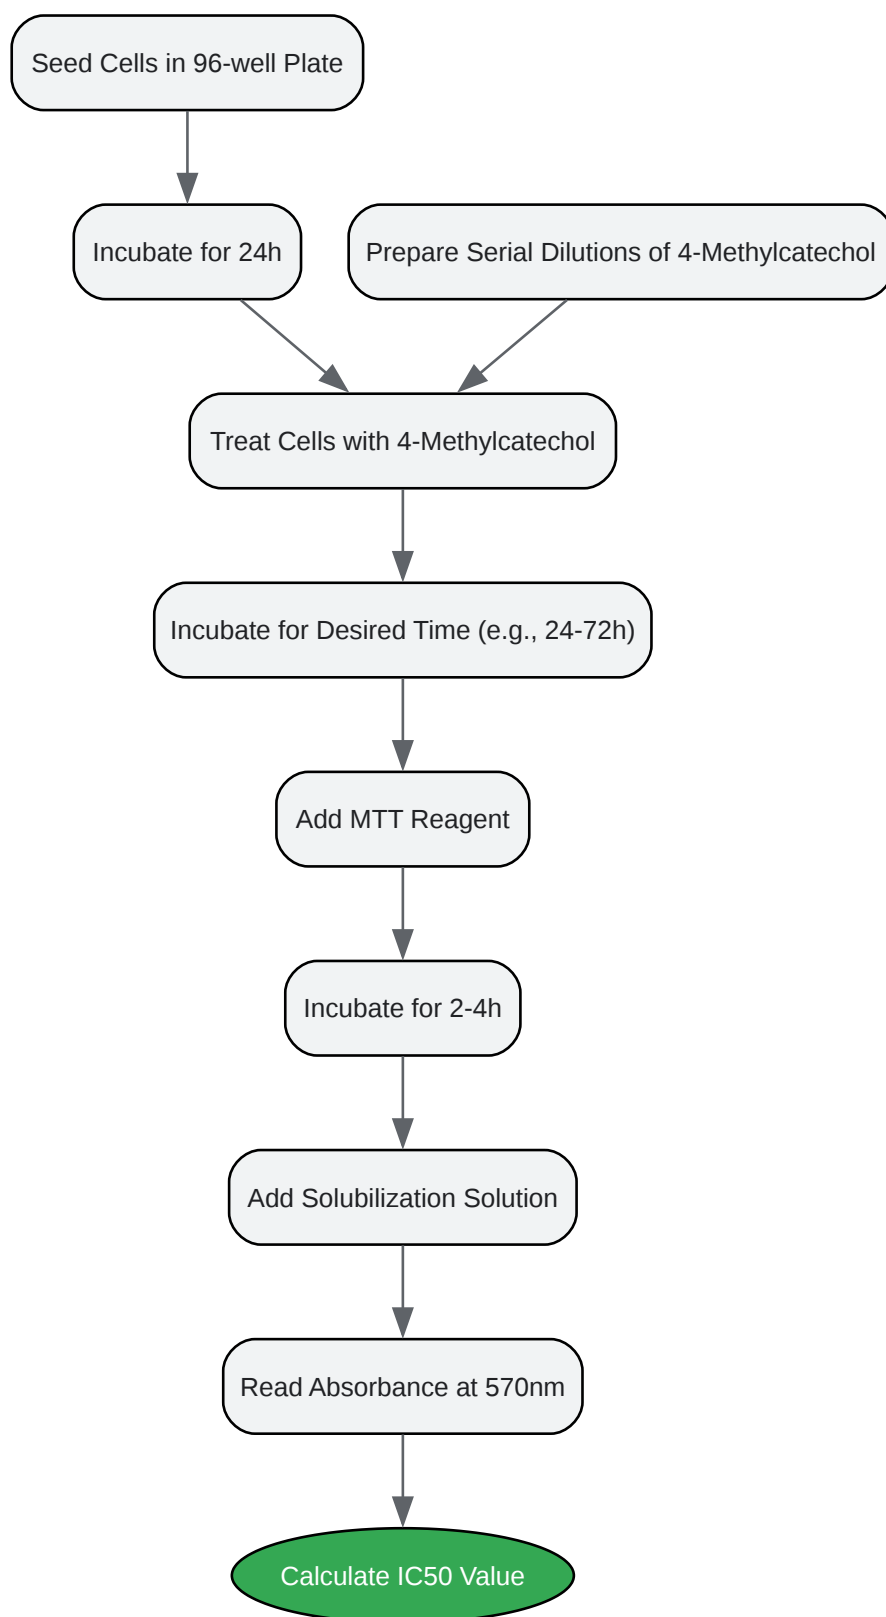 Seed Cells in 96-well Plate
Incubate for 24h
Prepare Serial Dilutions of 4-Methylcatechol
Treat Cells with 4-Methylcatechol
Incubate for Desired Time (e.g., 24-72h)
Add MTT Reagent
Incubate for 2-4h
Add Solubilization Solution
Read Absorbance at 570nm
Calculate IC50 Value